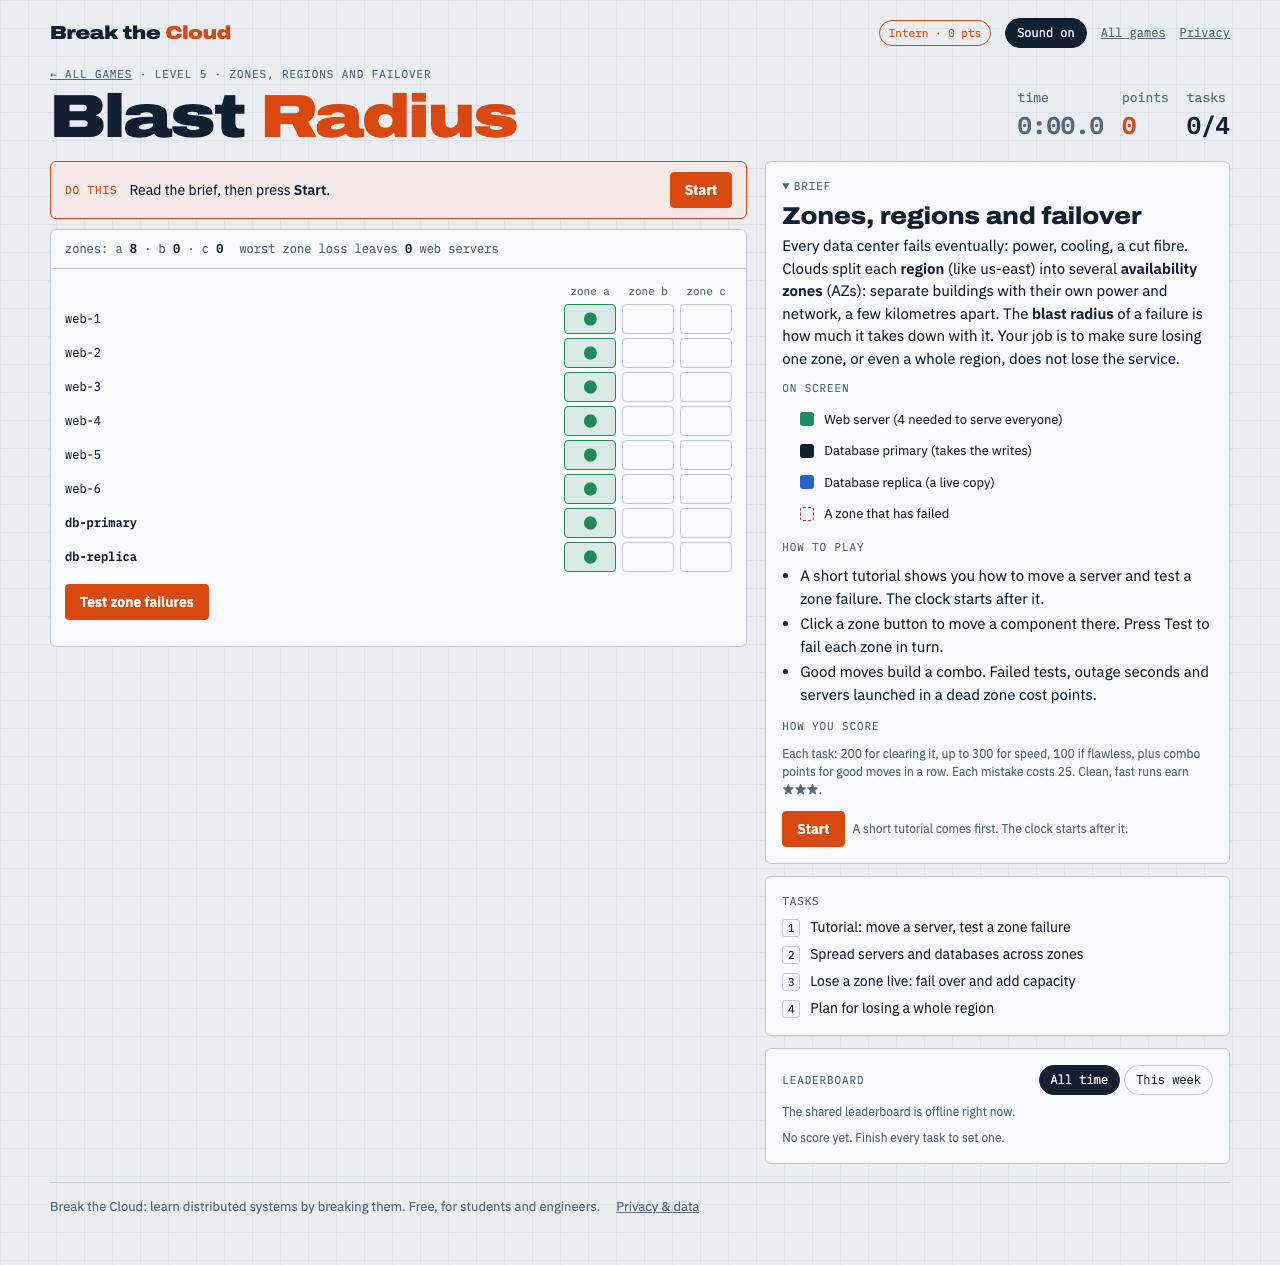 Break the Cloud
Intern · 0 pts
Sound on
All games
Privacy
← ALL GAMES · LEVEL 5 · ZONES, REGIONS AND FAILOVER
Blast Radius
time
points
tasks
0:00.0
0
0/4
DO THIS Read the brief, then press Start.
Start
zones: a 8 · b 0 · c 0 worst zone loss leaves 0 web servers
zone a
zone b
zone c
web-1
web-2
web-3
web-4
web-5
web-6
db-primary
db-replica
Test zone failures
▼ BRIEF
Zones, regions and failover
Every data center fails eventually: power, cooling, a cut fibre.
Clouds split each region (like us-east) into several availability
zones (AZs): separate buildings with their own power and
network, a few kilometres apart. The blast radius of a failure is
how much it takes down with it. Your job is to make sure losing
one zone, or even a whole region, does not lose the service.
ON SCREEN
Web server (4 needed to serve everyone)
Database primary (takes the writes)
Database replica (a live copy)
A zone that has failed
HOW TO PLAY
• A short tutorial shows you how to move a server and test a
zone failure. The clock starts after it.
• Click a zone button to move a component there. Press Test to
fail each zone in turn.
• Good moves build a combo. Failed tests, outage seconds and
servers launched in a dead zone cost points.
HOW YOU SCORE
Each task: 200 for clearing it, up to 300 for speed, 100 if flawless, plus combo
points for good moves in a row. Each mistake costs 25. Clean, fast runs earn
★★★.
Start
A short tutorial comes first. The clock starts after it.
TASKS
1 Tutorial: move a server, test a zone failure
2 Spread servers and databases across zones
3 Lose a zone live: fail over and add capacity
4 Plan for losing a whole region
LEADERBOARD
All time
This week
The shared leaderboard is offline right now.
No score yet. Finish every task to set one.
Break the Cloud: learn distributed systems by breaking them. Free, for students and engineers.
Privacy & data